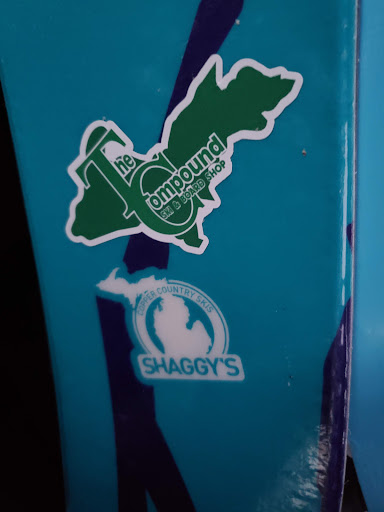 The
Compound
SKI & BOARD SHOP
COPPER COUNTRY SKIS
SHAGGY'S